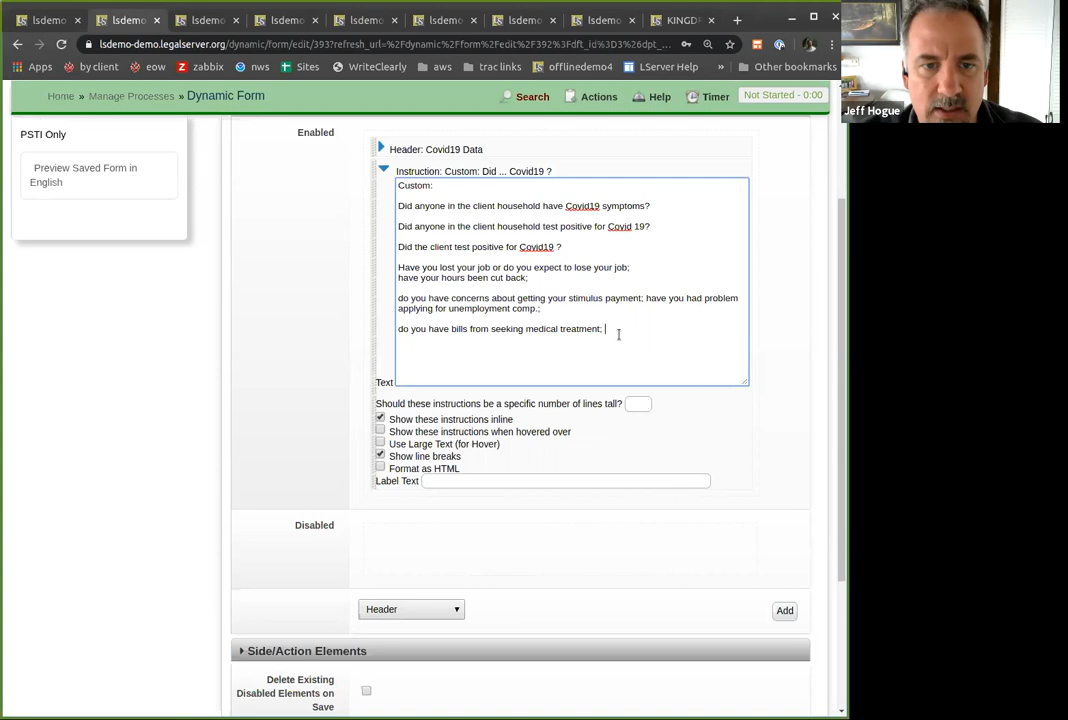 lsdemo
lsdemo
lsdemo
lsdemo
lsdemo
lsdemo
lsdemo
lsdemo
KINGDF
lsdemo-demo.legalserver.org/dynamic/form/edit/393?refresh_url=%2Fdynamic%2Fform%2Fedit%2F392%3Fdft_id%3D3%26dpt_...
Apps
by client
eow
zabbix
nws
Sites
WriteClearly
aws
trac links
offlinedemo4
LServer Help
»
Other bookmarks
Jeff Hogue
Home » Manage Processes » Dynamic Form
Search
Actions
Help
Timer
Not Started - 0:00
PSTI Only
Preview Saved Form in
English
Enabled
Header: Covid19 Data
Instruction: Custom: Did ... Covid19 ?
Custom:
Did anyone in the client household have Covid19 symptoms?
Did anyone in the client household test positive for Covid 19?
Did the client test positive for Covid19 ?
Have you lost your job or do you expect to lose your job;
have your hours been cut back;
do you have concerns about getting your stimulus payment; have you had problem
applying for unemployment comp.;
do you have bills from seeking medical treatment;
Text
Should these instructions be a specific number of lines tall?
Show these instructions inline
Show these instructions when hovered over
Use Large Text (for Hover)
Show line breaks
Format as HTML
Label Text
Disabled
Header
Add
Side/Action Elements
Delete Existing
Disabled Elements on
Save